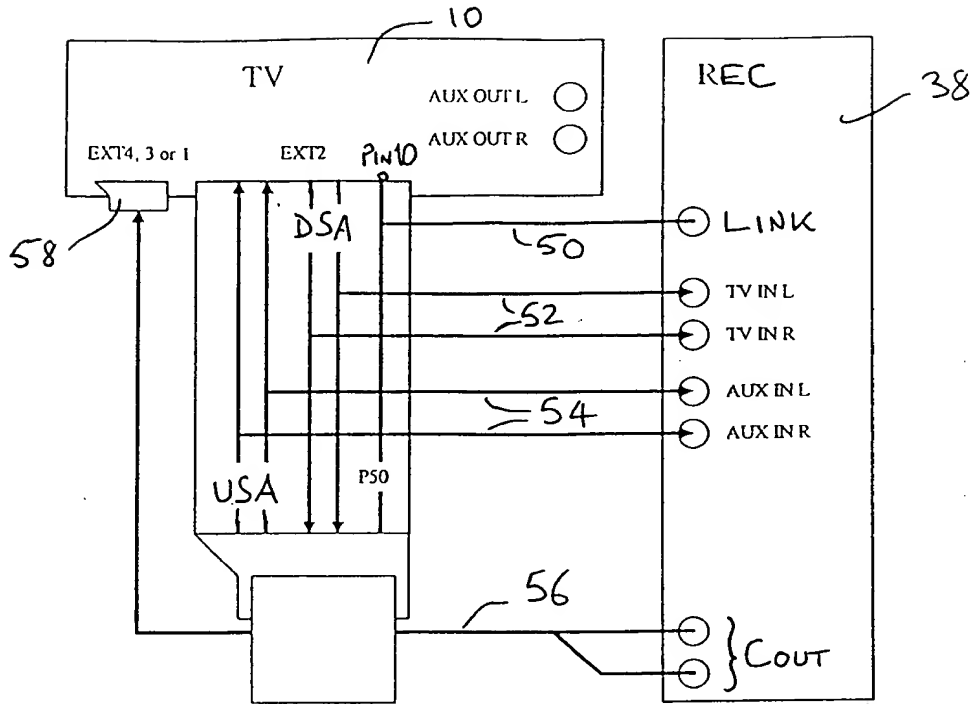 10
TV
REC
38
AUX OUT L
AUX OUT R
EXT4, 3 or 1
EXT2
PIN10
58
DSA
50
LINK
TV IN L
52
TV IN R
AUX IN L
54
AUX IN R
USA
P50
56
COUT